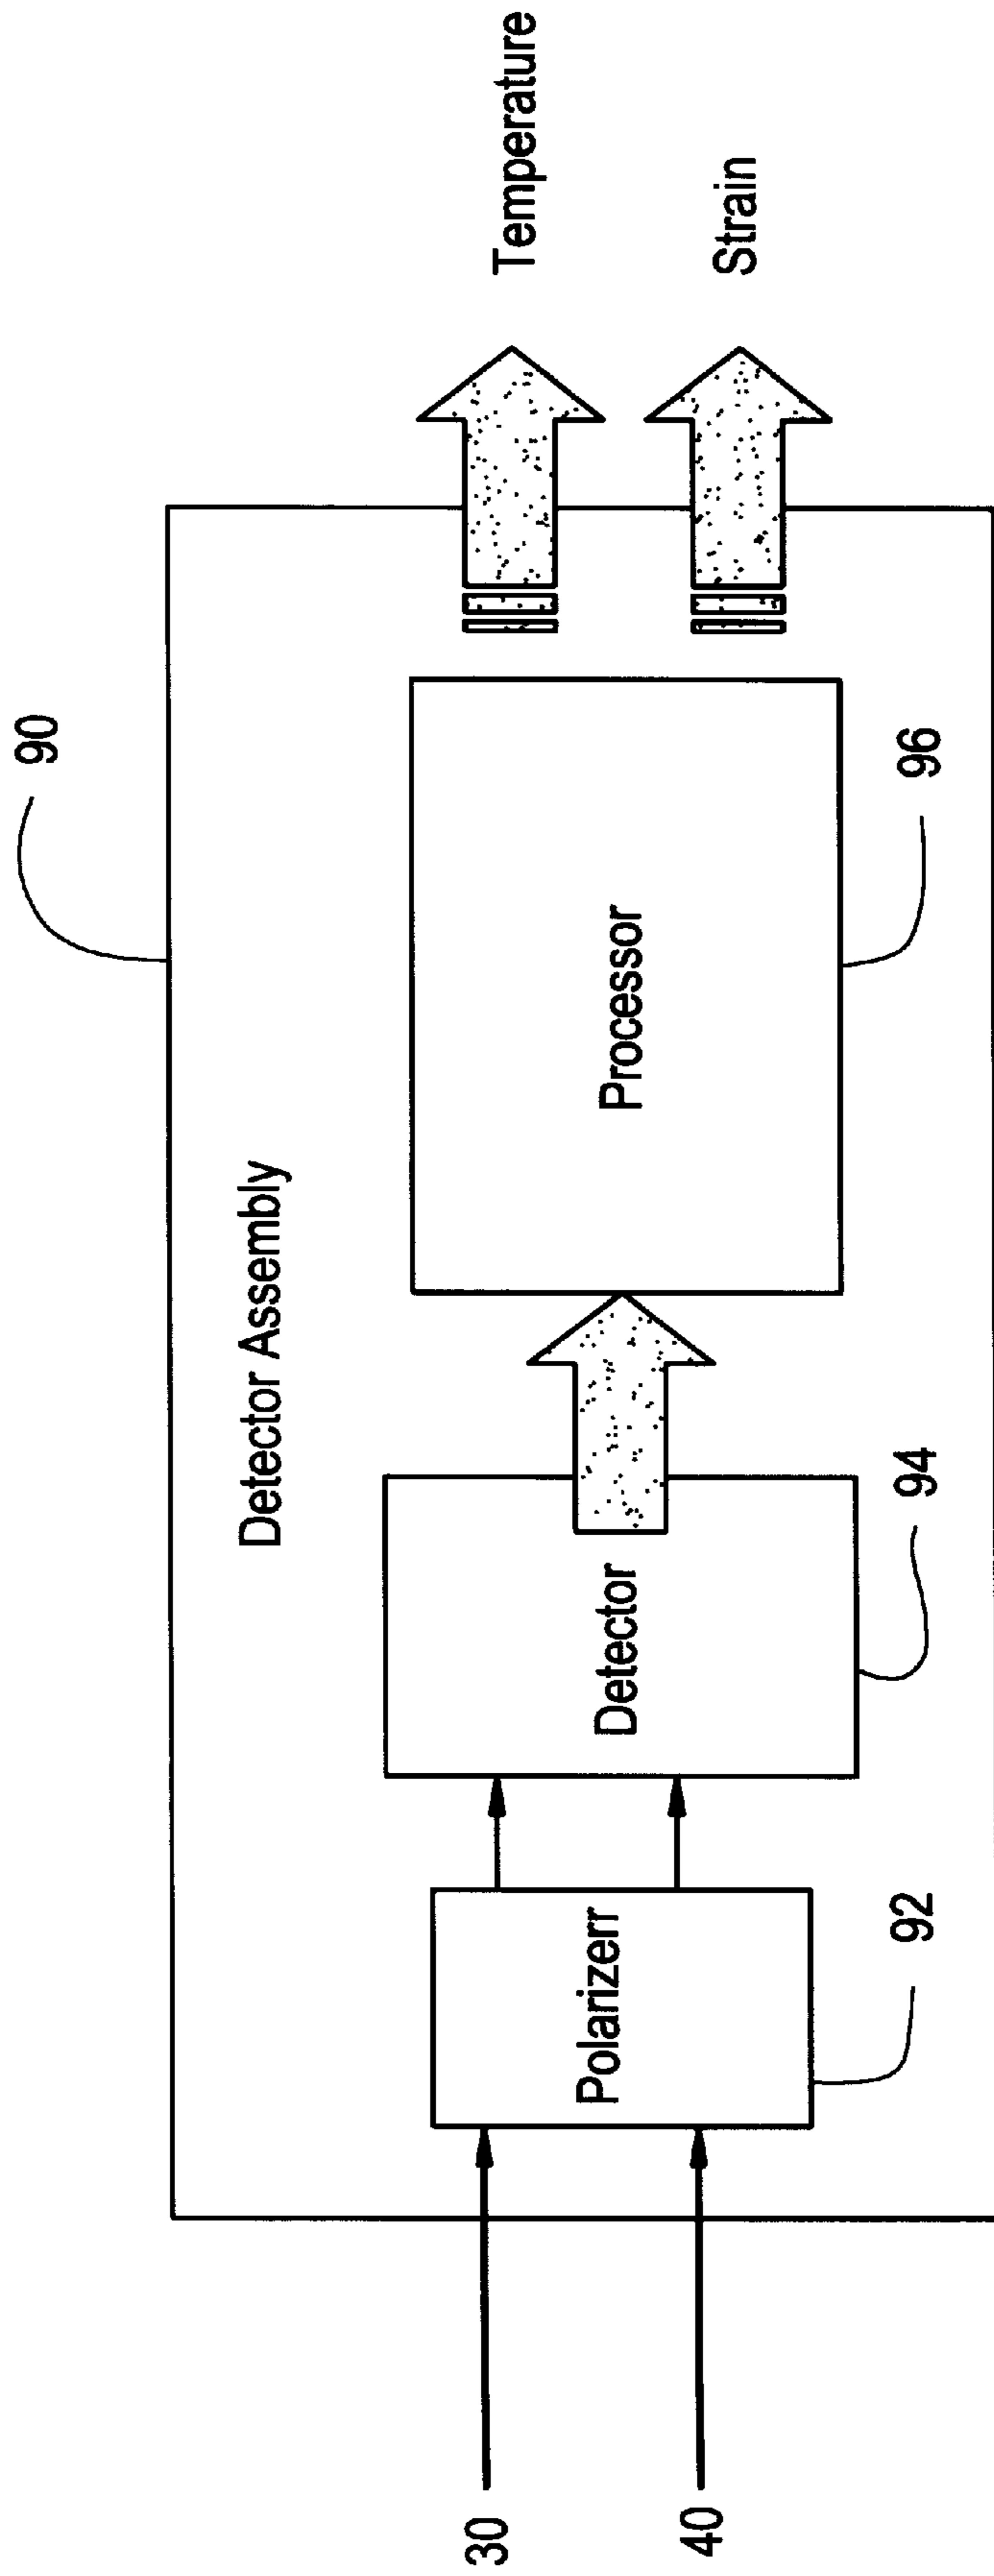 90
Detector Assembly
30
40
Polarizerr
92
Detector
94
Processor
96
Temperature
Strain